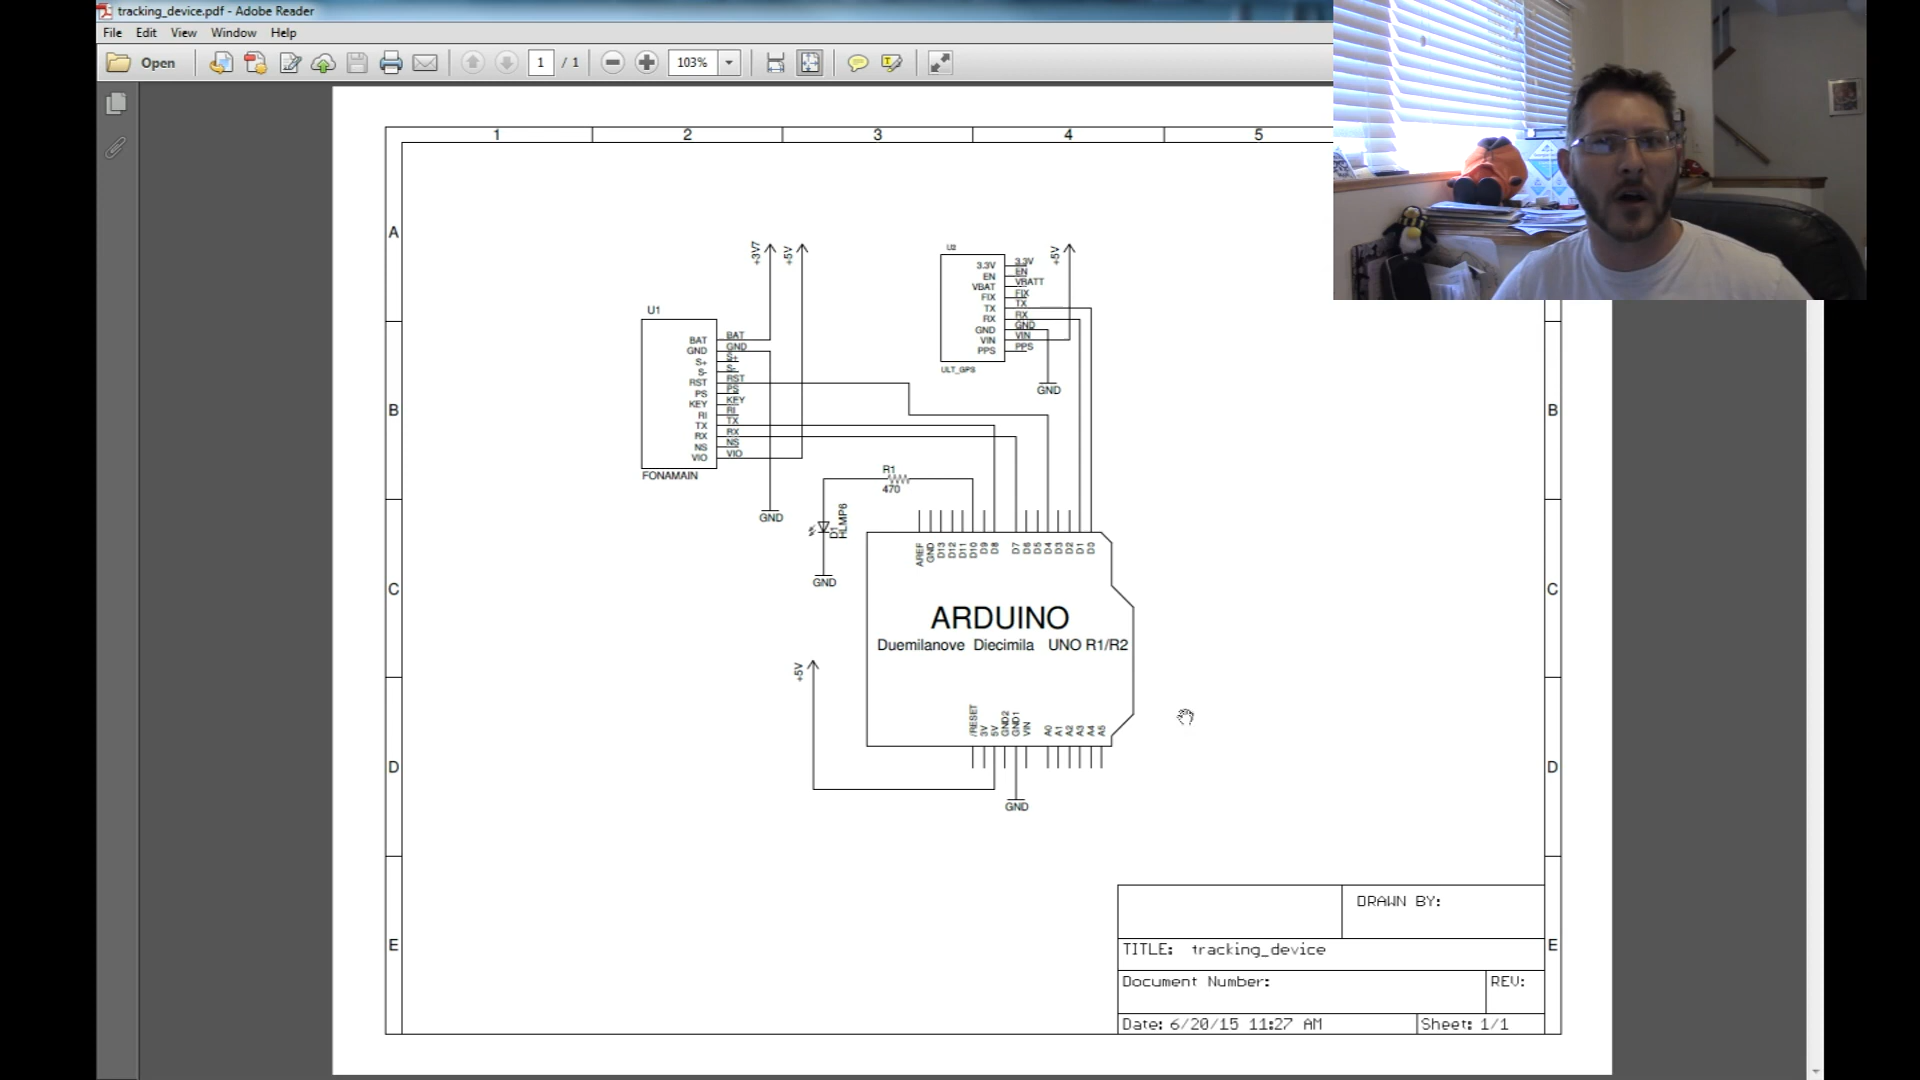 tracking_device.pdf - Adobe Reader
File Edit View Window Help
Open 1 / 1 103%
1 2 3 4 5
A
B B
C C
D D
E E
+3V7
+5V
U1
BAT BAT
GND GND
S+ S+
S- S-
RST RST
PS PS
KEY KEY
RI RI
TX TX
RX RX
NS NS
VIO VIO
FONAMAIN
GND
U2
+5V
3.3V 3.3V
EN EN
VBAT VBATT
FIX FIX
TX TX
RX RX
GND GND
VIN VIN
PPS PPS
ULT_GPS
GND
R1
470
D1
HLMP6
GND
AREF GND D13 D12 D11 D10 D9 D8 D7 D6 D5 D4 D3 D2 D1 D0
ARDUINO
Duemilanove Diecimila UNO R1/R2
+5V
/RESET 3V 5V GND2 GND1 VIN A0 A1 A2 A3 A4 A5
GND
DRAWN BY:
TITLE: tracking_device
Document Number: REV:
Date: 6/20/15 11:27 AM Sheet: 1/1